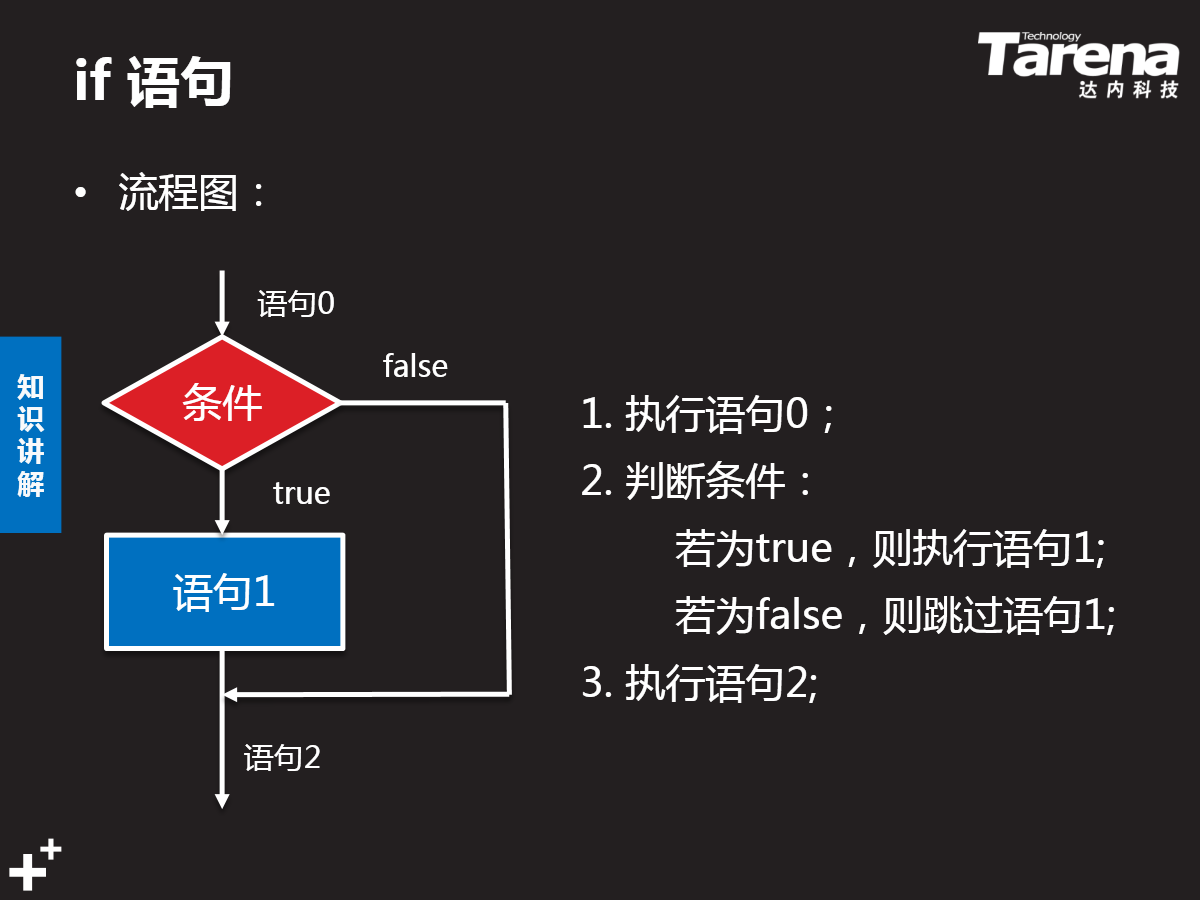 if 语句
Technology
Tarena
达内科技
• 流程图：
语句0
false
条件
true
语句1
语句2
知识讲解
1. 执行语句0；
2. 判断条件：
若为true，则执行语句1;
若为false，则跳过语句1;
3. 执行语句2;